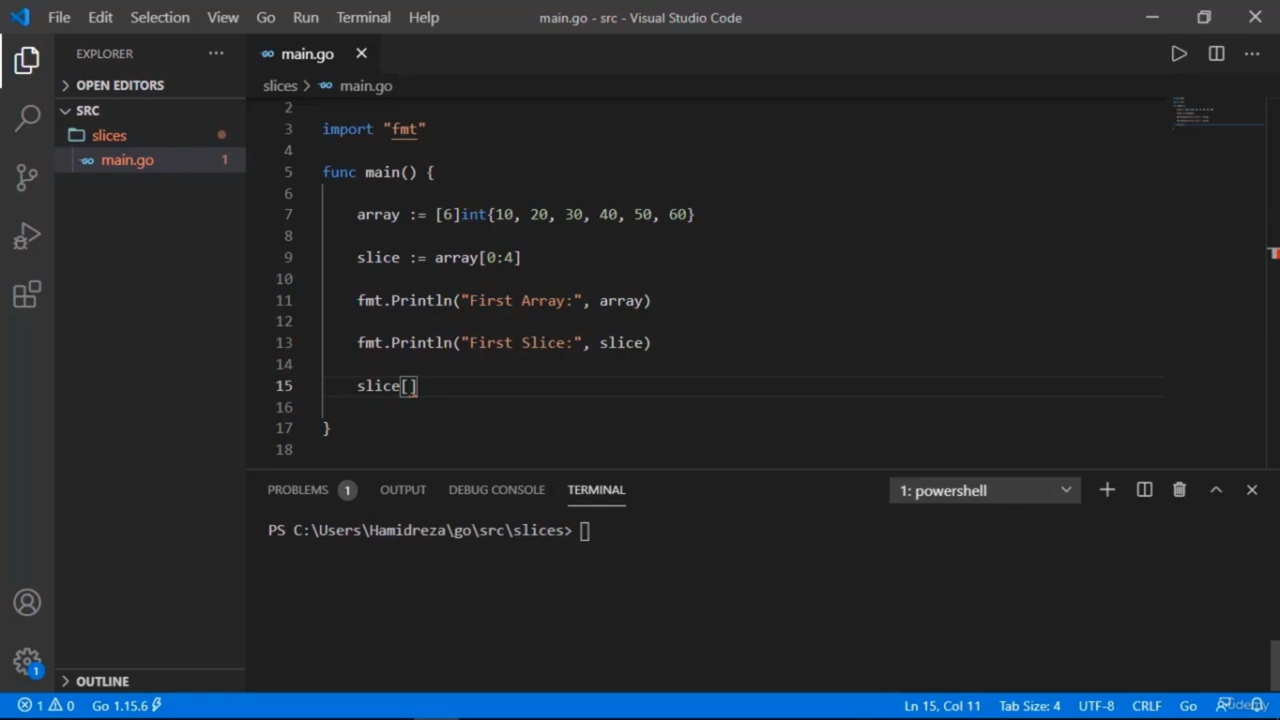 File Edit Selection View Go Run Terminal Help main.go - src - Visual Studio Code
EXPLORER
OPEN EDITORS
SRC
slices
main.go 1
main.go
slices > main.go
2
3 import "fmt"
4
5 func main() {
6
7 array := [6]int{10, 20, 30, 40, 50, 60}
8
9 slice := array[0:4]
10
11 fmt.Println("First Array:", array)
12
13 fmt.Println("First Slice:", slice)
14
15 slice[]
16
17 }
18
PROBLEMS 1 OUTPUT DEBUG CONSOLE TERMINAL 1: powershell
PS C:\Users\Hamidreza\go\src\slices>
1
OUTLINE
1 0 Go 1.15.6 Ln 15, Col 11 Tab Size: 4 UTF-8 CRLF Go